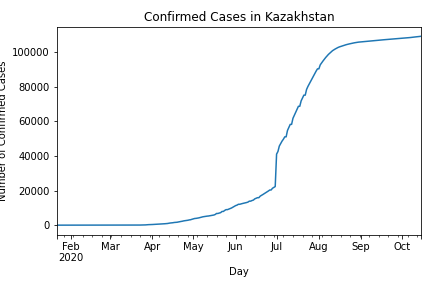 Confirmed Cases in Kazakhstan
Number of Confirmed Cases
100000
80000
60000
40000
20000
0
Feb Mar Apr May Jun Jul Aug Sep Oct
2020
Day